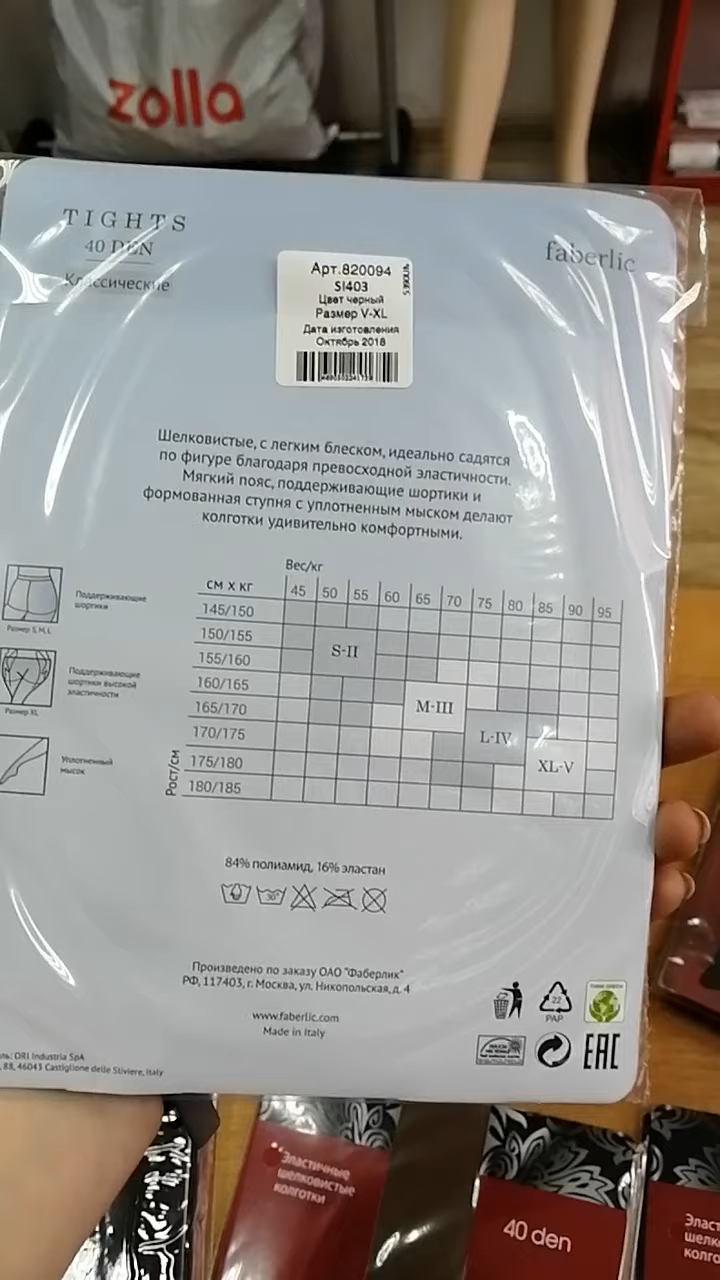 zolla
TIGHTS
40 DEN
Классические
faberlic
Арт.820094
SI403
Цвет черный
Размер V-XL
Дата изготовления
Октябрь 2018
Шелковистые, с легким блеском, идеально садятся
по фигуре благодаря превосходной эластичности.
Мягкий пояс, поддерживающие шортики и
формованная ступня с уплотненным мыском делают
колготки удивительно комфортными.
Поддерживающие
шортики
Размер S, M, L
Поддерживающие
шортики высокой
эластичности
Размер XL
Уплотненный
мысок
Вес/кг
СМ X КГ 45 50 55 60 65 70 75 80 85 90 95
145/150
150/155
155/160
160/165
165/170
170/175
175/180
180/185
Рост/см
S-II
M-III
L-IV
XL-V
84% полиамид, 16% эластан
30°
Произведено по заказу ОАО "Фаберлик"
РФ, 117403, г. Москва, ул. Никопольская, д. 4
www.faberlic.com
Made in Italy
22
PAP
EAC
ль: ORI Industria SpA
, 88, 46043 Castiglione delle Stiviere, Italy
Эластичные
шелковистые
колготки
40 den
Эласт
шелко
колго